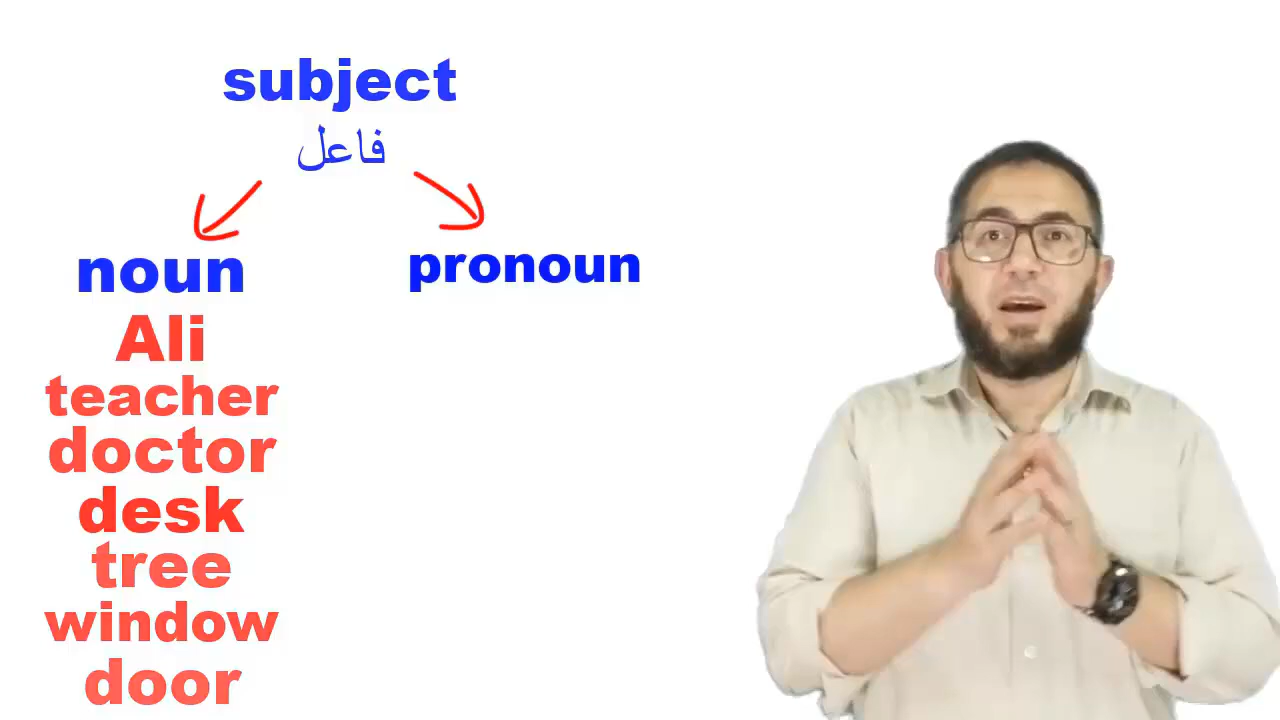 subject
فاعل
noun
pronoun
Ali
teacher
doctor
desk
tree
window
door